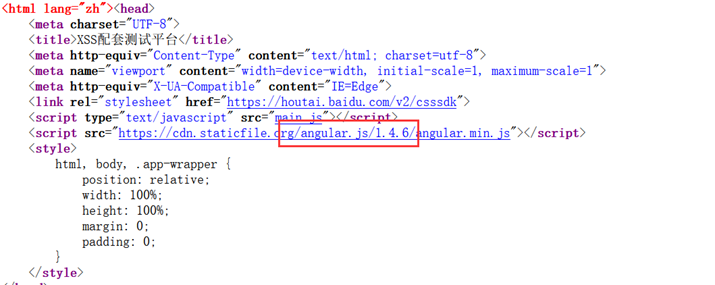 <html lang="zh"><head>
<meta charset="UTF-8">
<title>XSS配套测试平台</title>
<meta http-equiv="Content-Type" content="text/html; charset=utf-8">
<meta name="viewport" content="width=device-width, initial-scale=1, maximum-scale=1">
<meta http-equiv="X-UA-Compatible" content="IE=Edge">
<link rel="stylesheet" href="https://houtai.baidu.com/v2/csssdk">
<script type="text/javascript" src="main.js"></script>
<script src="https://cdn.staticfile.org/angular.js/1.4.6/angular.min.js"></script>
<style>
html, body, .app-wrapper {
position: relative;
width: 100%;
height: 100%;
margin: 0;
padding: 0;
}
</style>